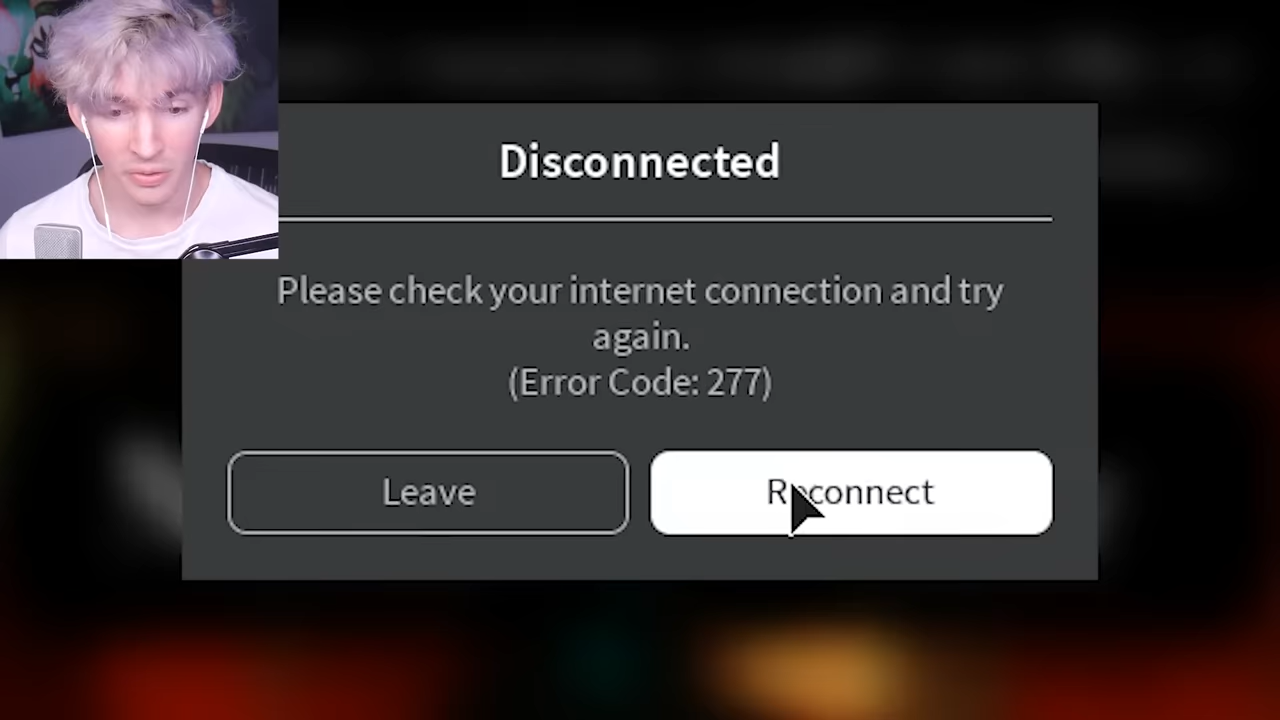 Disconnected
Please check your internet connection and try
again.
(Error Code: 277)
Leave
Reconnect